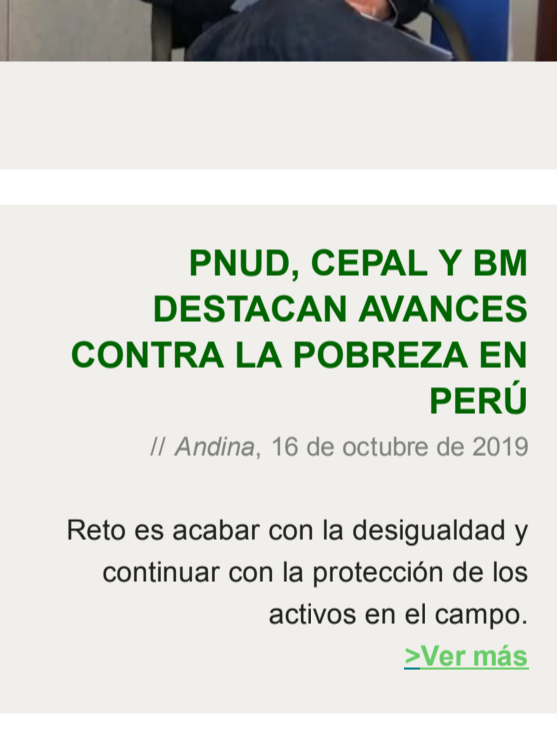 PNUD, CEPAL Y BM
DESTACAN AVANCES
CONTRA LA POBREZA EN
PERÚ
// Andina, 16 de octubre de 2019
Reto es acabar con la desigualdad y
continuar con la protección de los
activos en el campo.
>Ver más